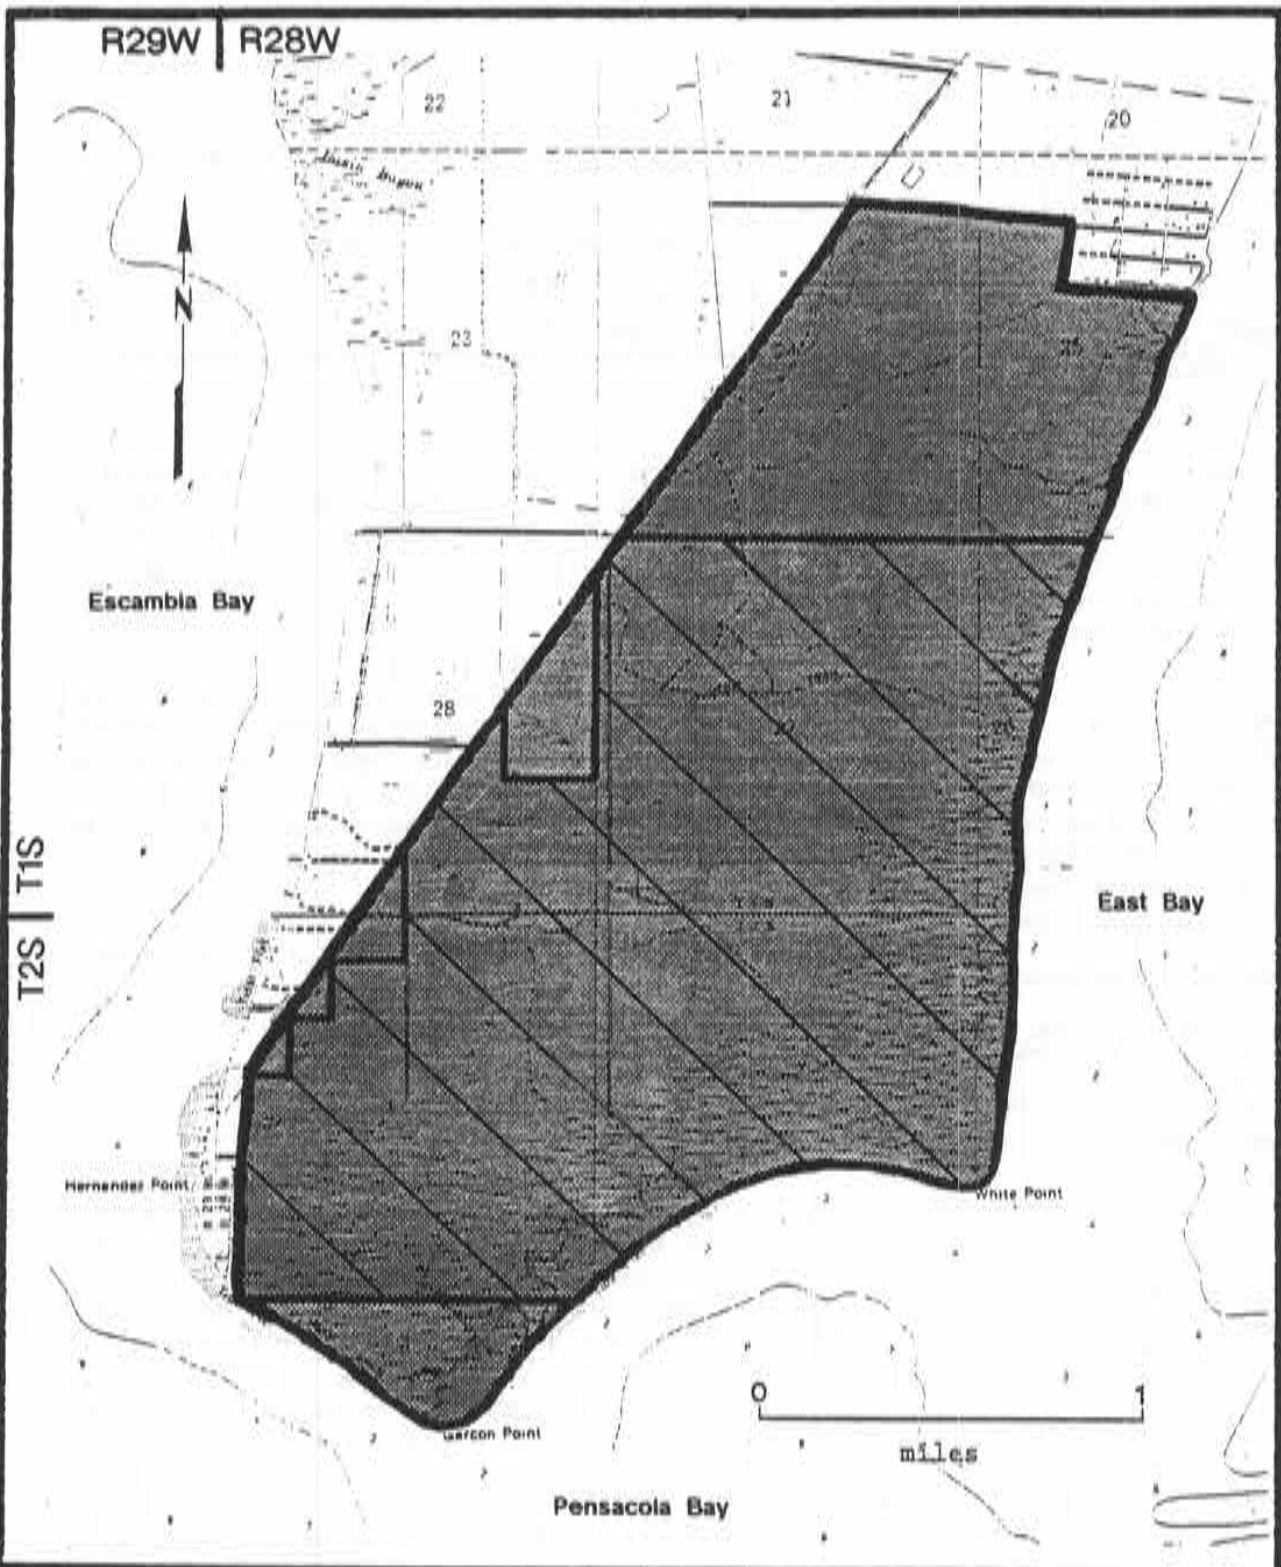 R29W | R28W
22
21
20
N
23
Escambia Bay
28
T1S
T2S
East Bay
Hernandez Point
White Point
0 1
miles
Garcon Point
Pensacola Bay